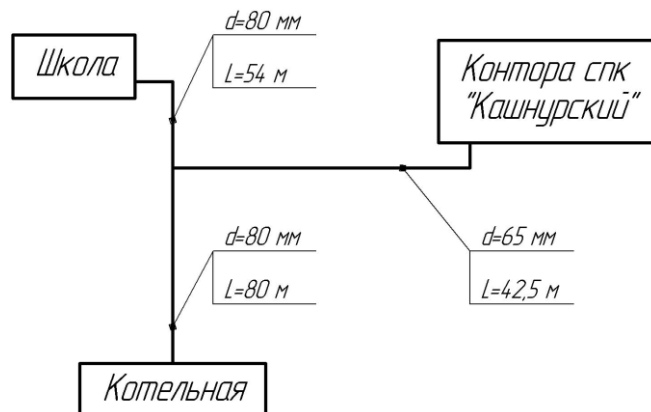 d=80 мм
L=54 м
Школа
Контора спк
"Кашнурский"
d=80 мм
L=80 м
d=65 мм
L=42,5 м
Котельная